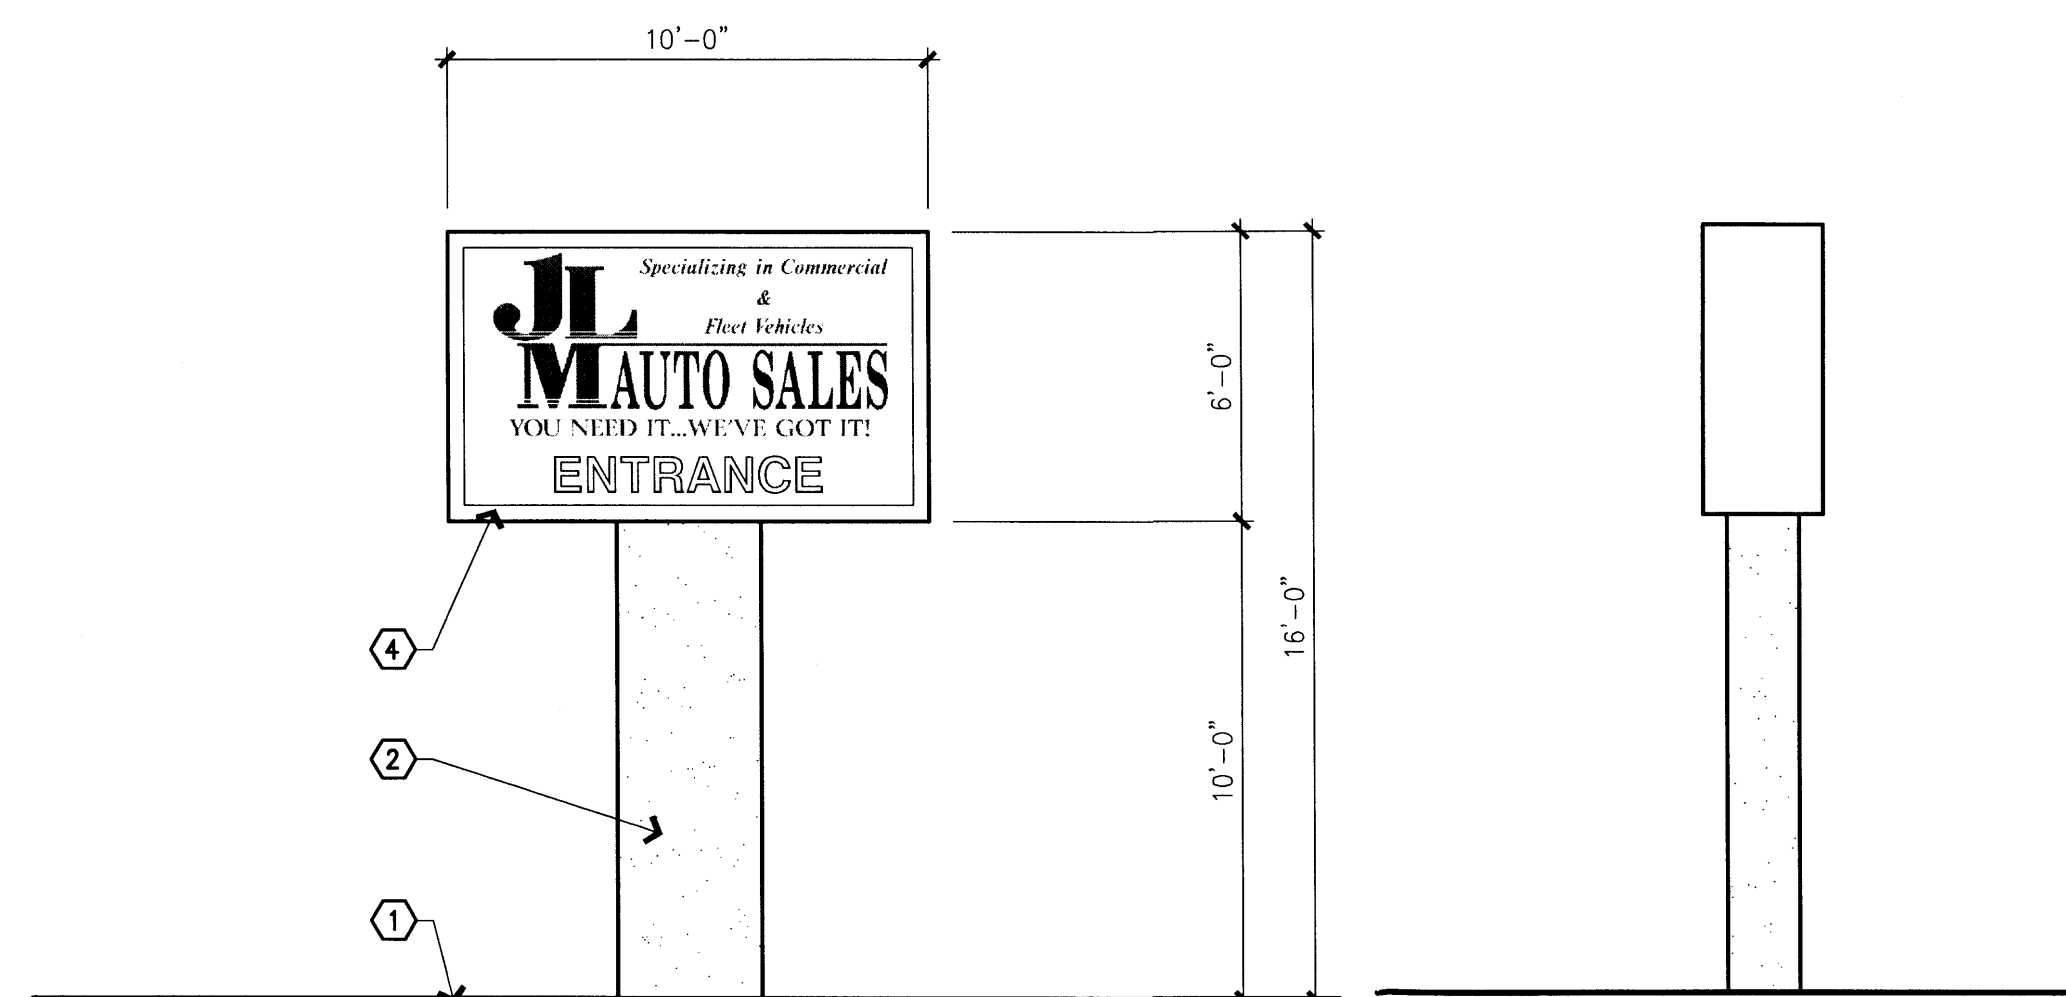 10'-0"
JL
Specializing in Commercial
&
Fleet Vehicles
M AUTO SALES
YOU NEED IT...WE'VE GOT IT!
ENTRANCE
6'-0"
16'-0"
10'-0"
4
2
1